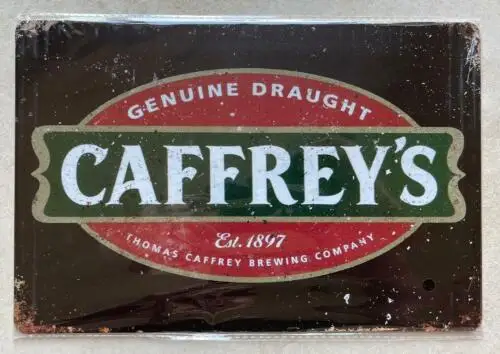 GENUINE DRAUGHT
CAFFREY'S
Est. 1897
THOMAS CAFFREY BREWING COMPANY